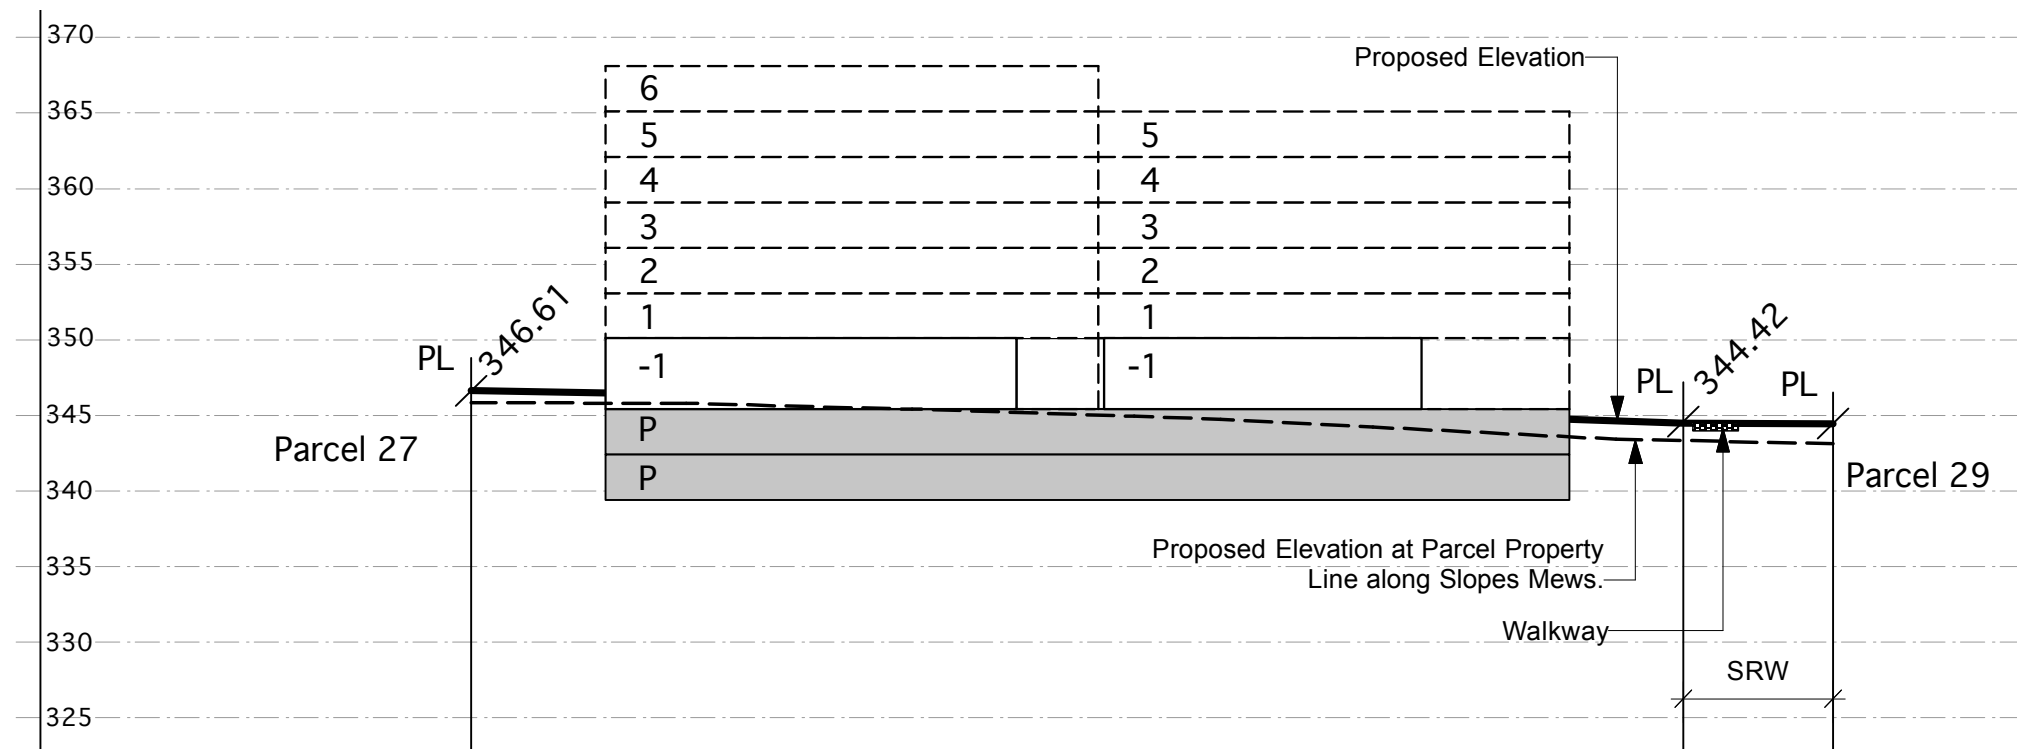 370
Proposed Elevation
6
365
5 5
4 4
360
3 3
2 2
355
1 1
350
PL 346.61
-1 -1
PL 344.42 PL
345
Parcel 27
P
Parcel 29
P
340
Proposed Elevation at Parcel Property
Line along Slopes Mews.
335
Walkway
330
SRW
325